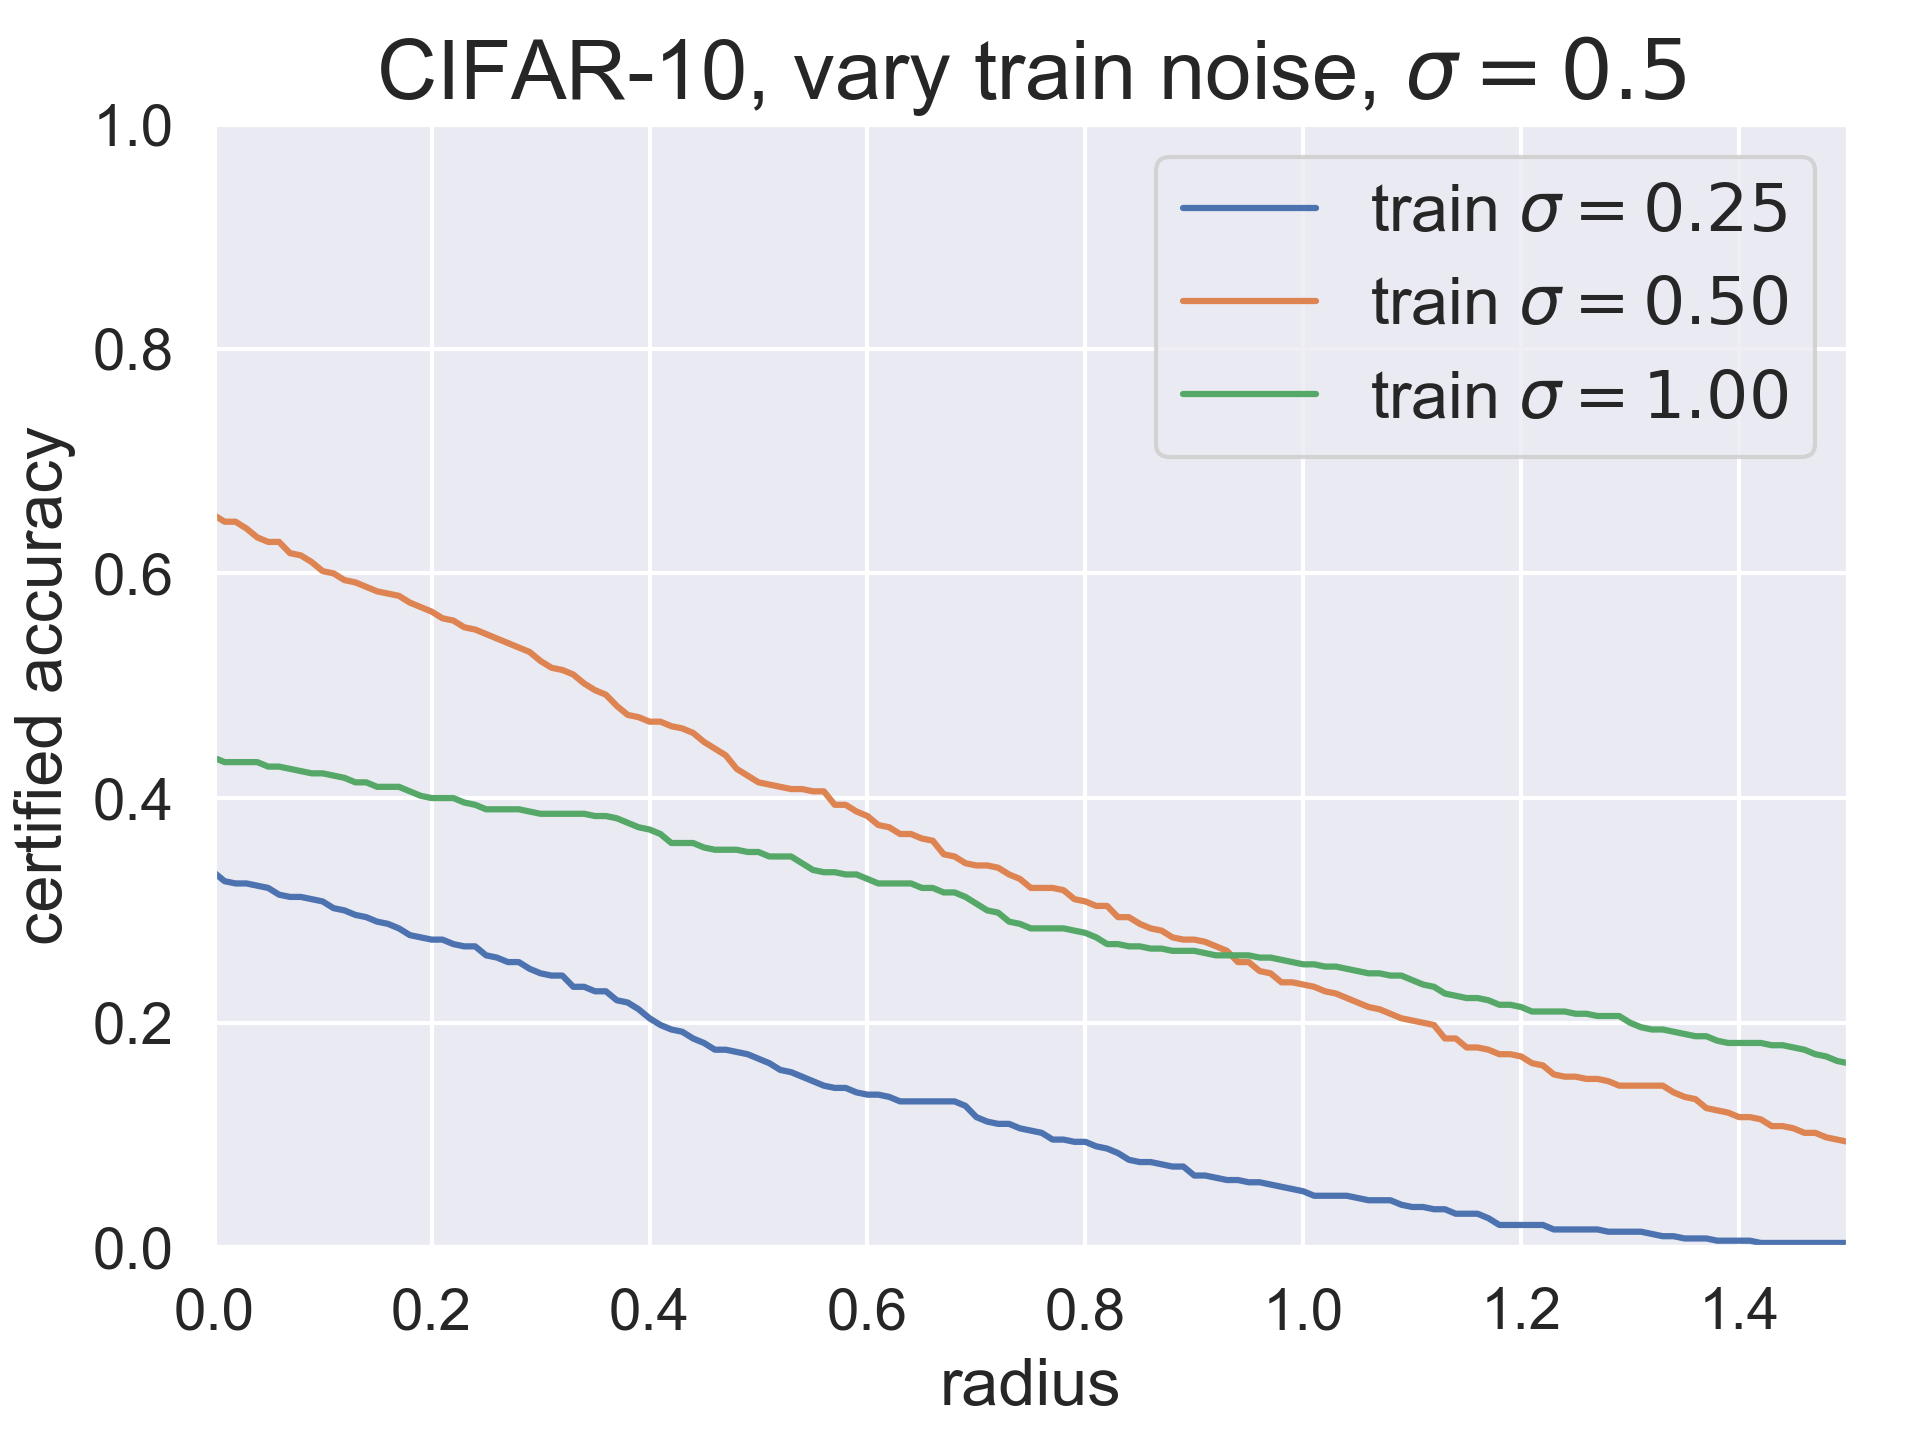 CIFAR-10, vary train noise, σ = 0.5
train σ = 0.25
train σ = 0.50
train σ = 1.00
certified accuracy
1.0
0.8
0.6
0.4
0.2
0.0
0.0 0.2 0.4 0.6 0.8 1.0 1.2 1.4
radius